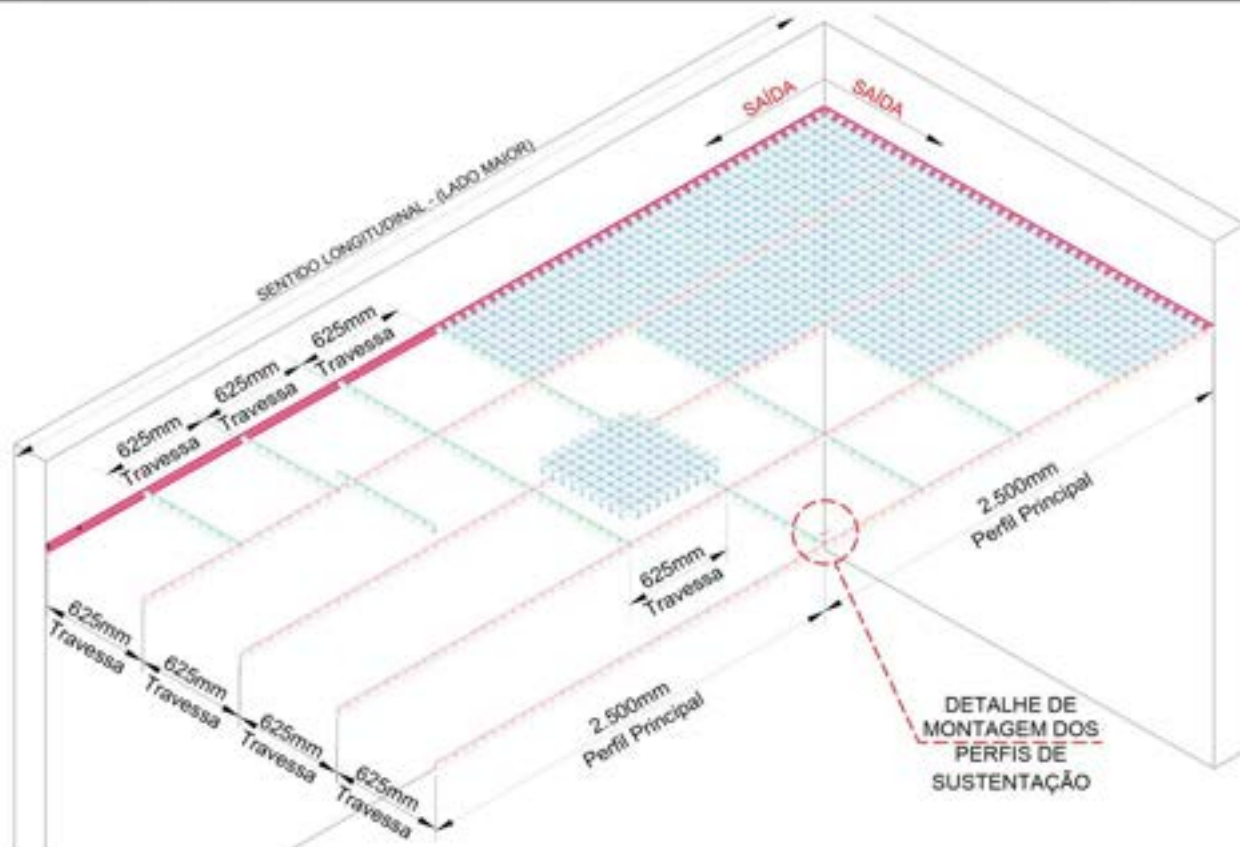 SAÍDA
SAÍDA
SENTIDO LONGITUDINAL - (LADO MAIOR)
625mm
Travessa
625mm
Travessa
625mm
Travessa
2.500mm
Perfil Principal
625mm
Travessa
625mm
Travessa
625mm
Travessa
625mm
Travessa
625mm
Travessa
2.500mm
Perfil Principal
DETALHE DE
MONTAGEM DOS
PERFIS DE
SUSTENTAÇÃO